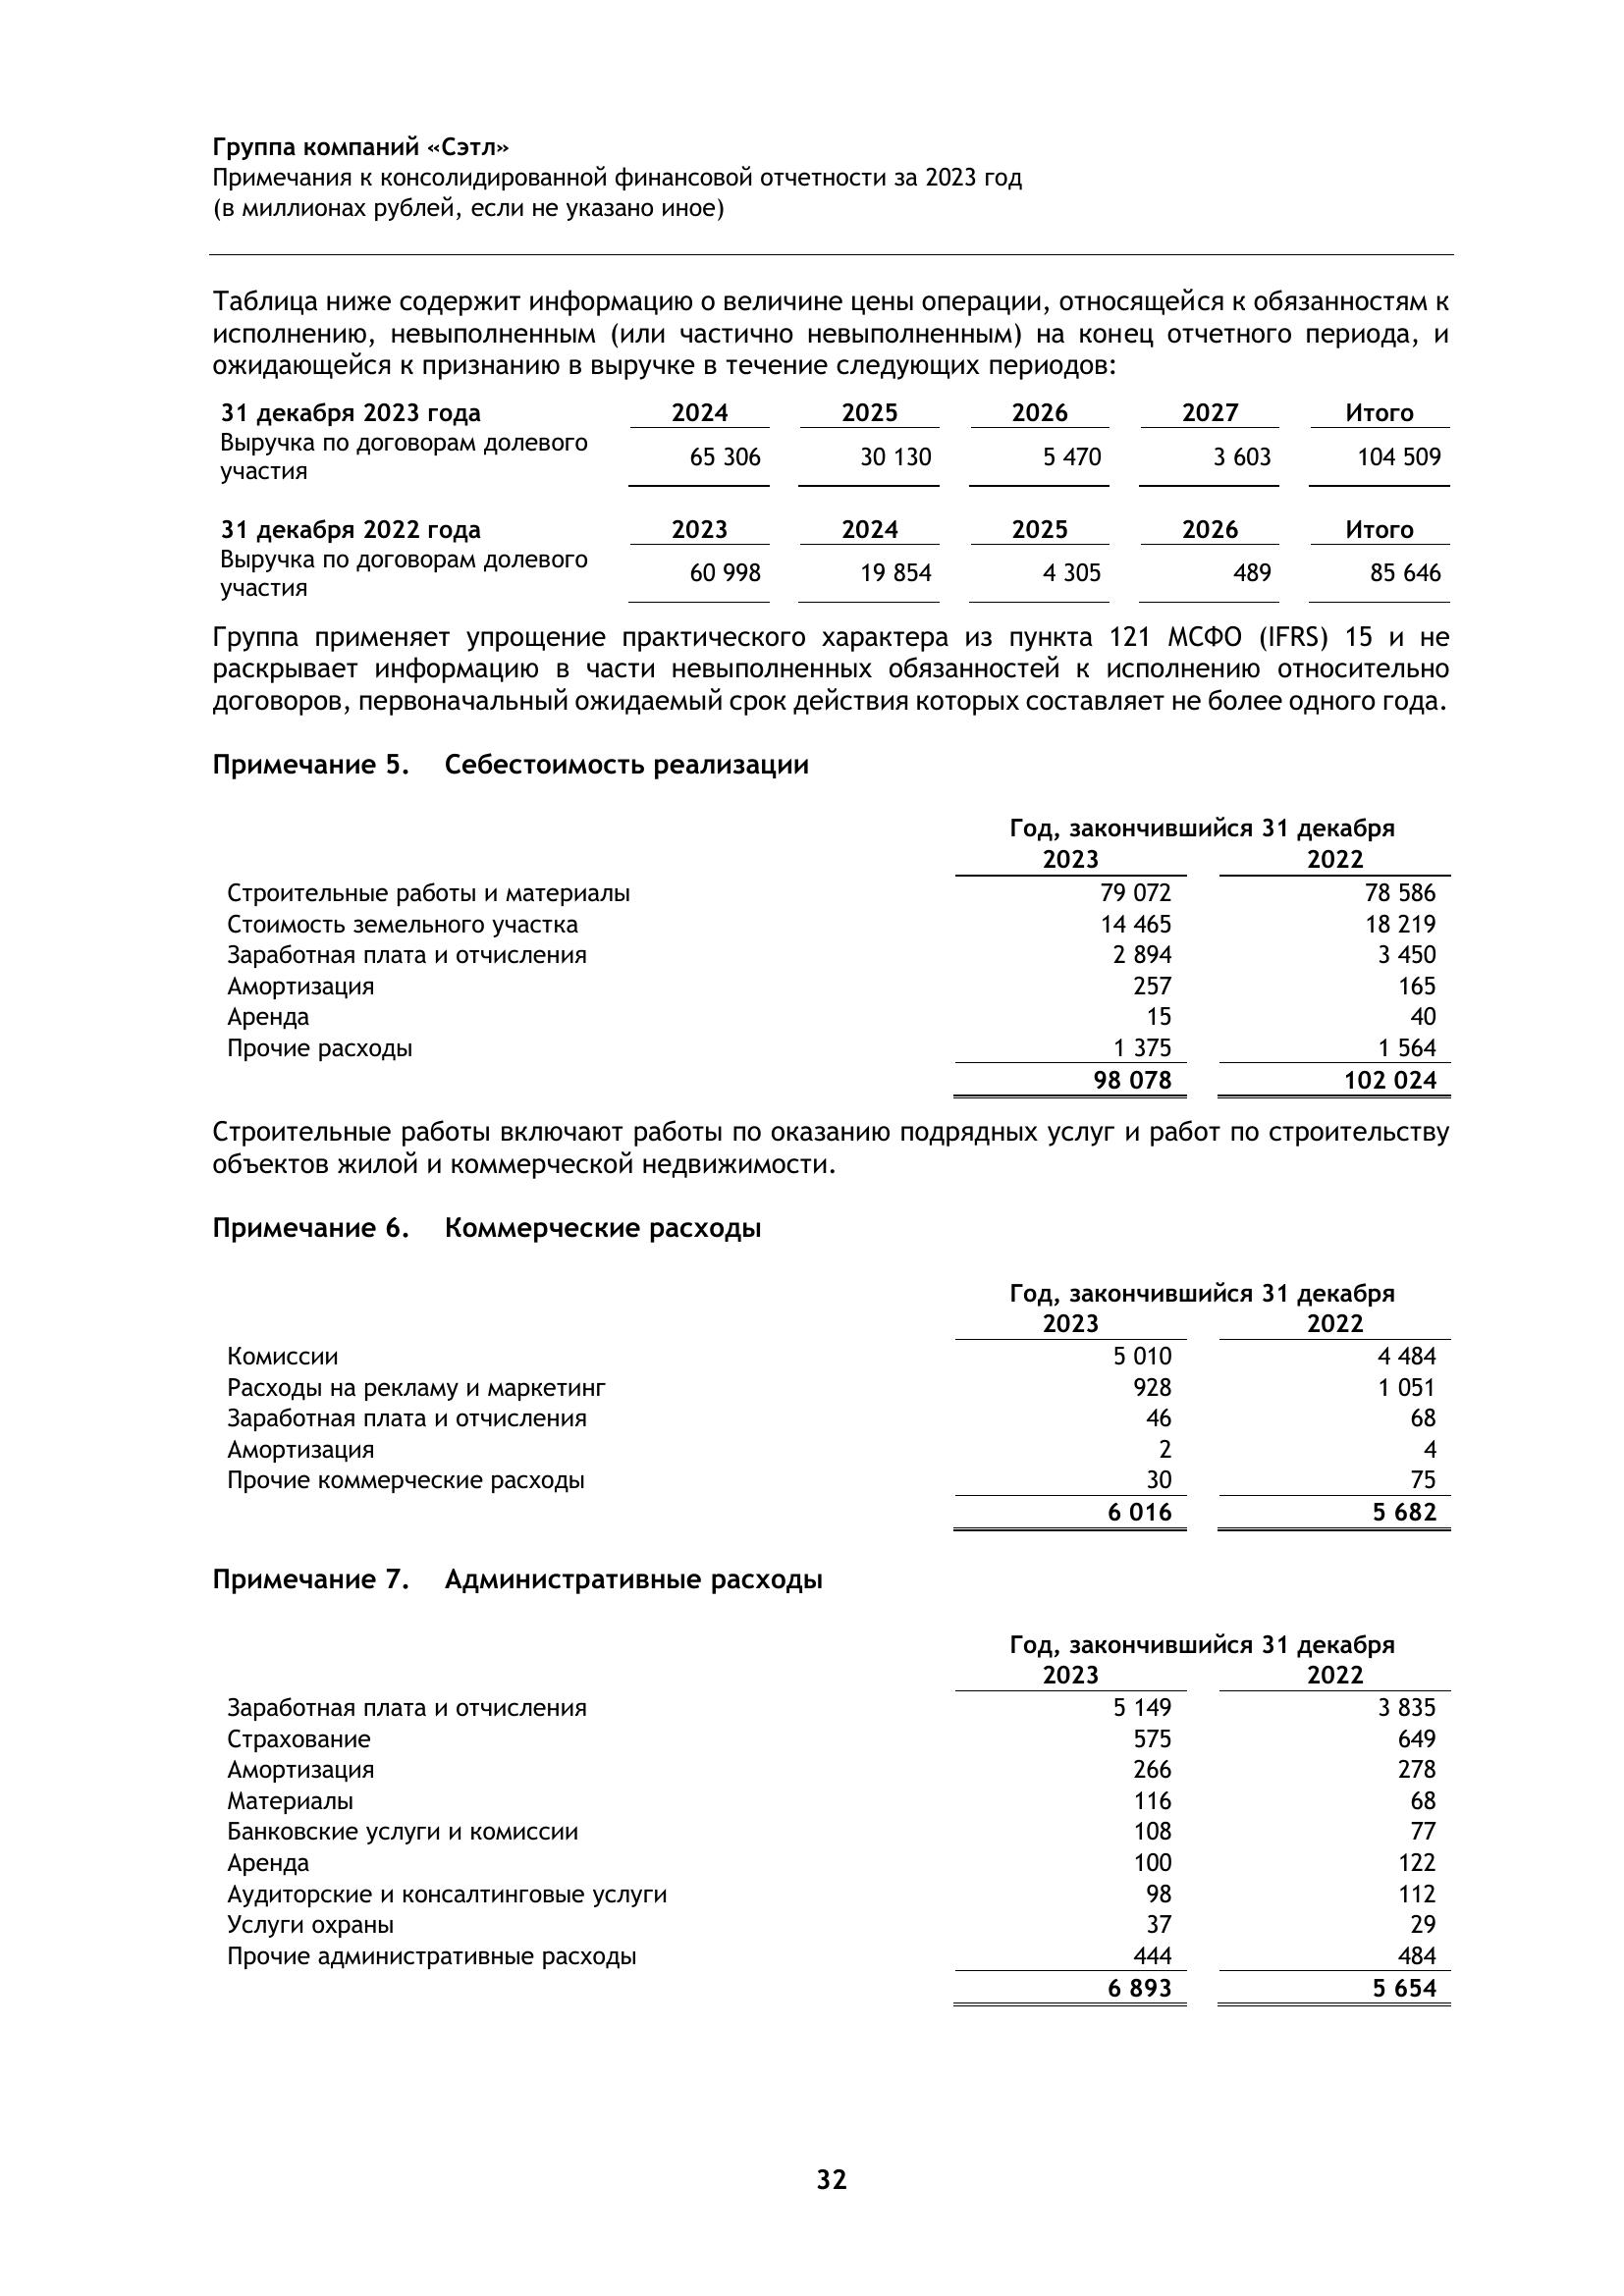 Группа компаний «Сэтл»
Примечания к консолидированной финансовой отчетности за 2023 год
(в миллионах рублей, если не указано иное)
Таблица ниже содержит информацию о величине цены операции, относящейся к обязанностям к
исполнению, невыполненным (или частично невыполненным) на конец отчетного периода, и
ожидающейся к признанию в выручке в течение следующих периодов:
31 декабря 2023 года 2024 2025 2026 2027 Итого
Выручка по договорам долевого
участия 65 306 30 130 5 470 3 603 104 509
31 декабря 2022 года 2023 2024 2025 2026 Итого
Выручка по договорам долевого
участия 60 998 19 854 4 305 489 85 646
Группа применяет упрощение практического характера из пункта 121 МСФО (IFRS) 15 и не
раскрывает информацию в части невыполненных обязанностей к исполнению относительно
договоров, первоначальный ожидаемый срок действия которых составляет не более одного года.
Примечание 5. Себестоимость реализации
Год, закончившийся 31 декабря
2023 2022
Строительные работы и материалы 79 072 78 586
Стоимость земельного участка 14 465 18 219
Заработная плата и отчисления 2 894 3 450
Амортизация 257 165
Аренда 15 40
Прочие расходы 1 375 1 564
98 078 102 024
Строительные работы включают работы по оказанию подрядных услуг и работ по строительству
объектов жилой и коммерческой недвижимости.
Примечание 6. Коммерческие расходы
Год, закончившийся 31 декабря
2023 2022
Комиссии 5 010 4 484
Расходы на рекламу и маркетинг 928 1 051
Заработная плата и отчисления 46 68
Амортизация 2 4
Прочие коммерческие расходы 30 75
6 016 5 682
Примечание 7. Административные расходы
Год, закончившийся 31 декабря
2023 2022
Заработная плата и отчисления 5 149 3 835
Страхование 575 649
Амортизация 266 278
Материалы 116 68
Банковские услуги и комиссии 108 77
Аренда 100 122
Аудиторские и консалтинговые услуги 98 112
Услуги охраны 37 29
Прочие административные расходы 444 484
6 893 5 654
32